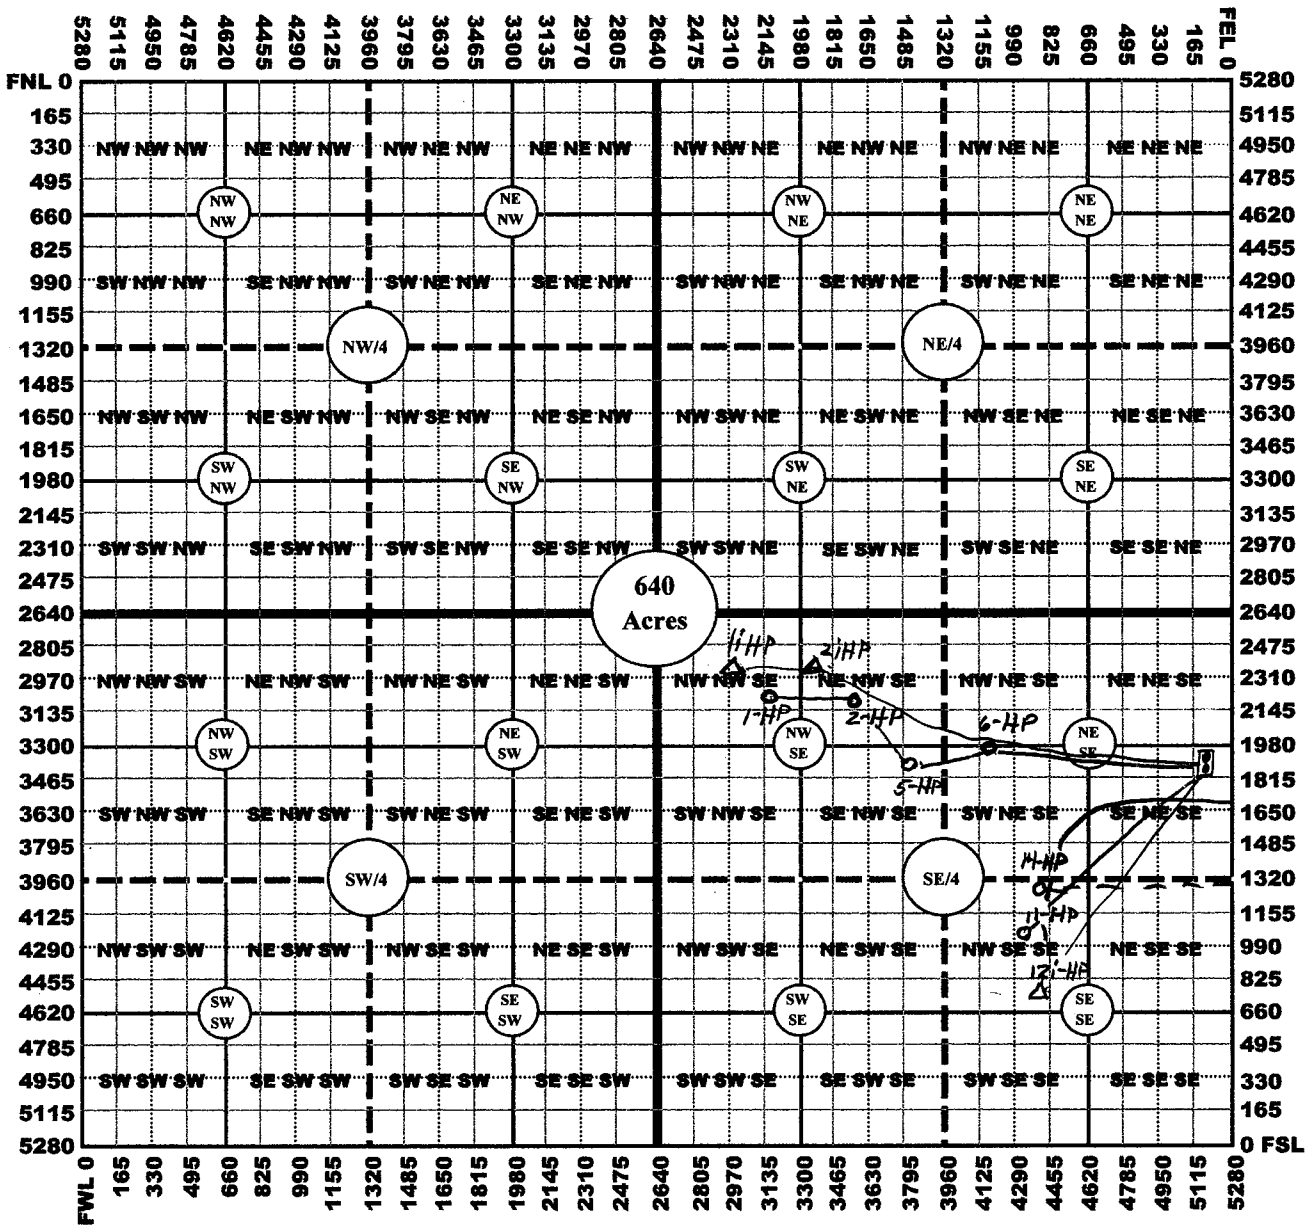 5280 5115 4950 4785 4620 4455 4290 4125 3960 3795 3630 3465 3300 3135 2970 2805 2640 2475 2310 2145 1980 1815 1650 1485 1320 1155 990 825 660 495 330 165 FEL 0
FNL 0 5280
165 5115
330 NW NW NW NE NW NW NW NE NW NE NE NW NW NW NE NE NW NE NW NE NE NE NE NE 4950
495 4785
NW NW NE NW NW NE NE NE
660 4620
825 4455
990 SW NW NW SE NW NW SW NE NW SE NE NW SW NW NE SE NW NE SW NE NE SE NE NE 4290
1155 4125
1320 NW/4 NE/4 3960
1485 3795
1650 NW SW NW NE SW NW NW SE NW NE SE NW NW SW NE NE SW NE NW SE NE NE SE NE 3630
1815 3465
SW NW SE NW SW NE SE NE
1980 3300
2145 3135
2310 SW SW NW SE SW NW SW SE NW SE SE NW SW SW NE SE SW NE SW SE NE SE SE NE 2970
2475 2805
640
Acres
2640 2640
2805 1iHP 2iHP 2475
2970 NW NW SW NE NW SW NW NE SW NE NE SW NW NW SE NE NW SE NW NE SE NE NE SE 2310
3135 1-HP 2-HP 6-HP 2145
NW SW NE SW NW SE NE SE
3300 1980
3465 5-HP 1815
3630 SW NW SW SE NW SW SW NE SW SE NE SW SW NW SE SE NW SE SW NE SE SE NE SE 1650
3795 14-HP 1485
3960 SW/4 SE/4 1320
4125 11-HP 1155
4290 NW SW SW NE SW SW NW SE SW NE SE SW NW SW SE NE SW SE NW SE SE NE SE SE 990
4455 12i-HP 825
SW SW SE SW SW SE SE SE
4620 660
4785 495
4950 SW SW SW SE SW SW SW SE SW SE SE SW SW SW SE SE SW SE SW SE SE SE SE SE 330
5115 165
5280 0 FSL
FWL 0 165 330 495 660 825 990 1155 1320 1485 1650 1815 1980 2145 2310 2475 2640 2805 2970 3135 3300 3465 3630 3795 3960 4125 4290 4455 4620 4785 4950 5115 5280